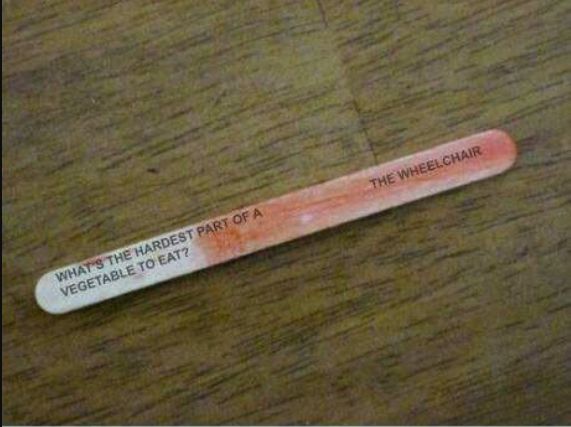 WHAT'S THE HARDEST PART OF A
VEGETABLE TO EAT?
THE WHEELCHAIR